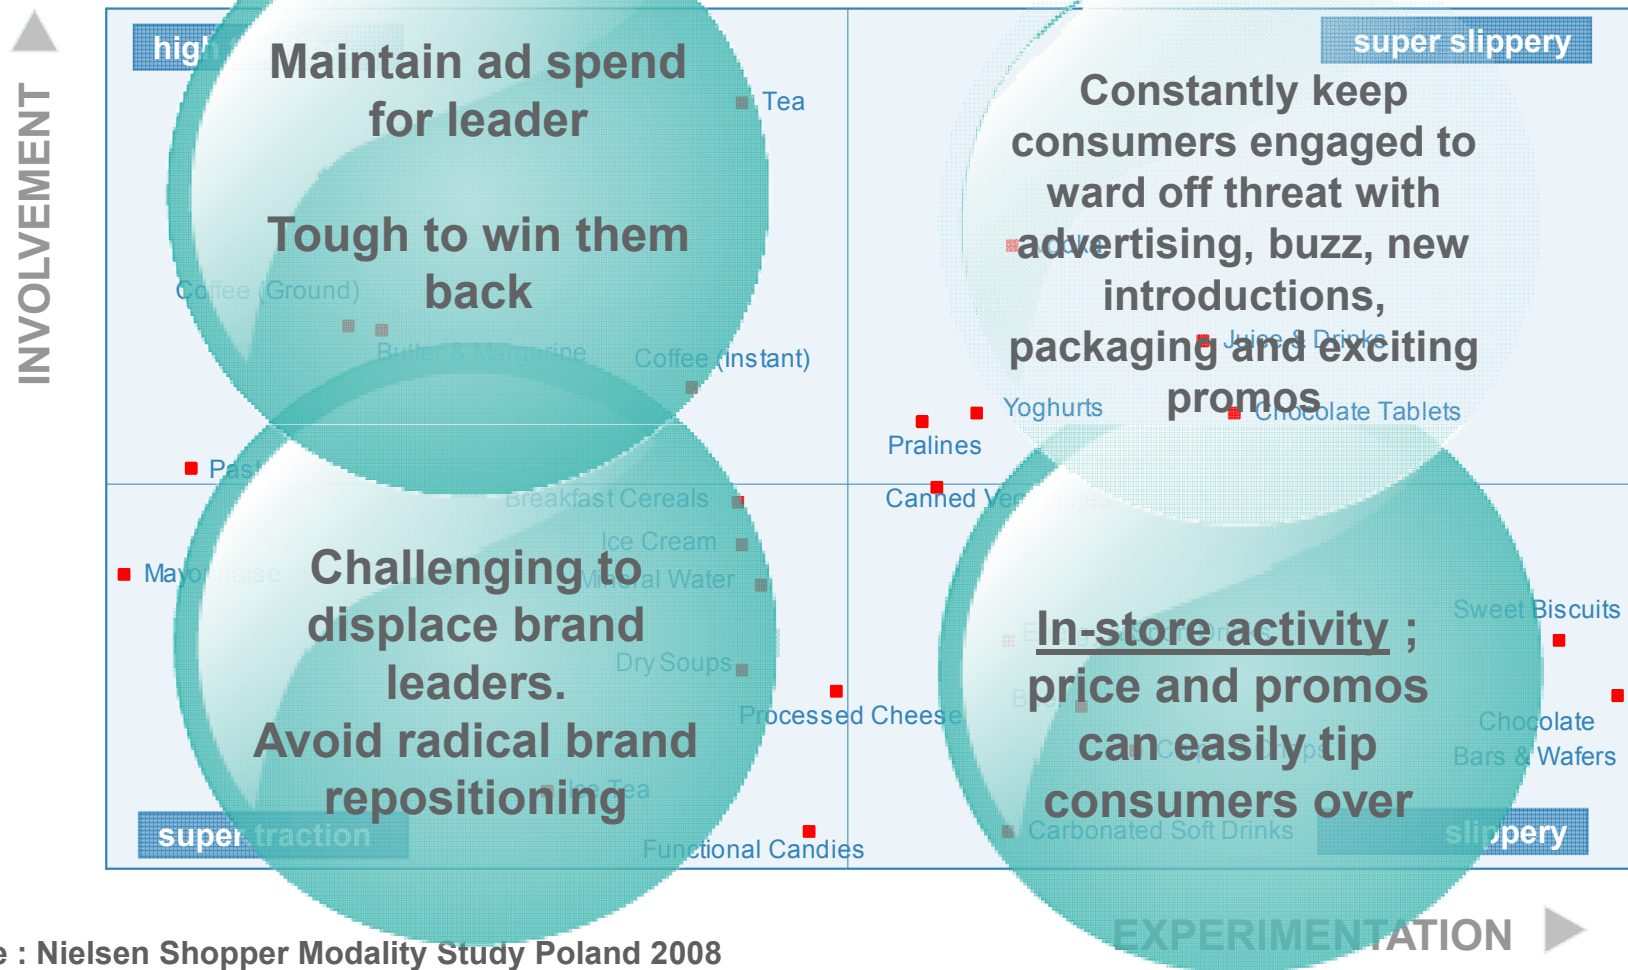 INVOLVEMENT
high
super slippery
Maintain ad spend
for leader
Tough to win them
back
Constantly keep
consumers engaged to
ward off threat with
advertising, buzz, new
introductions,
packaging and exciting
promos
Tea
Coffee (Ground)
Butter & Margarine
Coffee (Instant)
Juice & Drinks
Yoghurts
Chocolate Tablets
Pralines
Canned
Breakfast Cereals
Ice Cream
Mineral Water
Mayonnaise
Challenging to
displace brand
leaders.
Avoid radical brand
repositioning
Dry Soups
Processed Cheese
Ice Tea
Functional Candies
super traction
In-store activity ;
price and promos
can easily tip
consumers over
Sweet Biscuits
Chocolate
Bars & Wafers
Carbonated Soft Drinks
slippery
EXPERIMENTATION
: Nielsen Shopper Modality Study Poland 2008